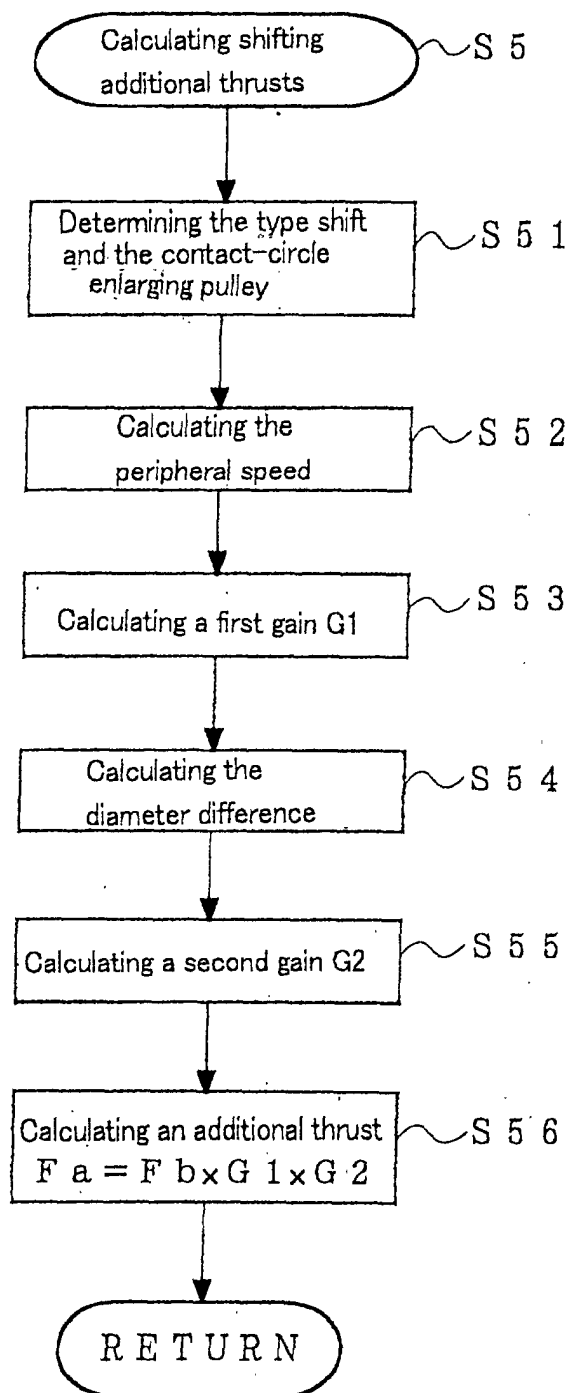 Calculating shifting
additional thrusts
S 5
Determining the type shift
and the contact-circle
enlarging pulley
S 5 1
Calculating the
peripheral speed
S 5 2
Calculating a first gain G1
S 5 3
Calculating the
diameter difference
S 5 4
Calculating a second gain G2
S 5 5
Calculating an additional thrust
F a = F b x G 1 x G 2
S 5 6
R E T U R N